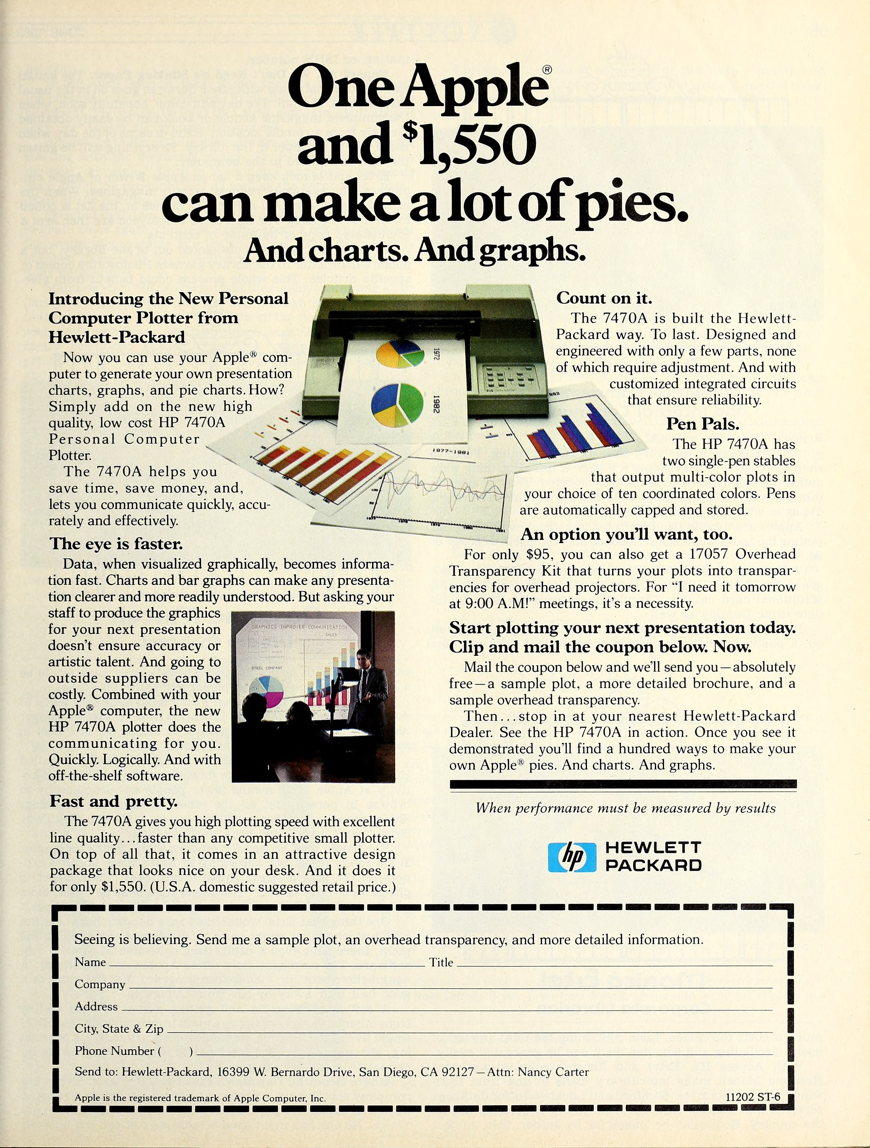 One Apple®
and $1,550
can make a lot of pies.
And charts. And graphs.
Introducing the New Personal
Computer Plotter from
Hewlett-Packard
Now you can use your Apple® com-
puter to generate your own presentation
charts, graphs, and pie charts. How?
Simply add on the new high
quality, low cost HP 7470A
Personal Computer
Plotter.
The 7470A helps you
save time, save money, and,
lets you communicate quickly, accu-
rately and effectively.
The eye is faster.
Data, when visualized graphically, becomes informa-
tion fast. Charts and bar graphs can make any presenta-
tion clearer and more readily understood. But asking your
staff to produce the graphics
for your next presentation
doesn't ensure accuracy or
artistic talent. And going to
outside suppliers can be
costly. Combined with your
Apple® computer, the new
HP 7470A plotter does the
communicating for you.
Quickly. Logically. And with
off-the-shelf software.
Fast and pretty.
The 7470A gives you high plotting speed with excellent
line quality...faster than any competitive small plotter.
On top of all that, it comes in an attractive design
package that looks nice on your desk. And it does it
for only $1,550. (U.S.A. domestic suggested retail price.)
1972
1982
1977-1981
GRAPHICS IMPROVES COMMUNICATION
Count on it.
The 7470A is built the Hewlett-
Packard way. To last. Designed and
engineered with only a few parts, none
of which require adjustment. And with
customized integrated circuits
that ensure reliability.
Pen Pals.
The HP 7470A has
two single-pen stables
that output multi-color plots in
your choice of ten coordinated colors. Pens
are automatically capped and stored.
An option you'll want, too.
For only $95, you can also get a 17057 Overhead
Transparency Kit that turns your plots into transpar-
encies for overhead projectors. For "I need it tomorrow
at 9:00 A.M!" meetings, it's a necessity.
Start plotting your next presentation today.
Clip and mail the coupon below. Now.
Mail the coupon below and we'll send you—absolutely
free—a sample plot, a more detailed brochure, and a
sample overhead transparency.
Then...stop in at your nearest Hewlett-Packard
Dealer. See the HP 7470A in action. Once you see it
demonstrated you'll find a hundred ways to make your
own Apple® pies. And charts. And graphs.
When performance must be measured by results
hp HEWLETT
PACKARD
Seeing is believing. Send me a sample plot, an overhead transparency, and more detailed information.
Name Title
Company
Address
City, State & Zip
Phone Number ( )
Send to: Hewlett-Packard, 16399 W. Bernardo Drive, San Diego, CA 92127—Attn: Nancy Carter
Apple is the registered trademark of Apple Computer, Inc. 11202 ST-6